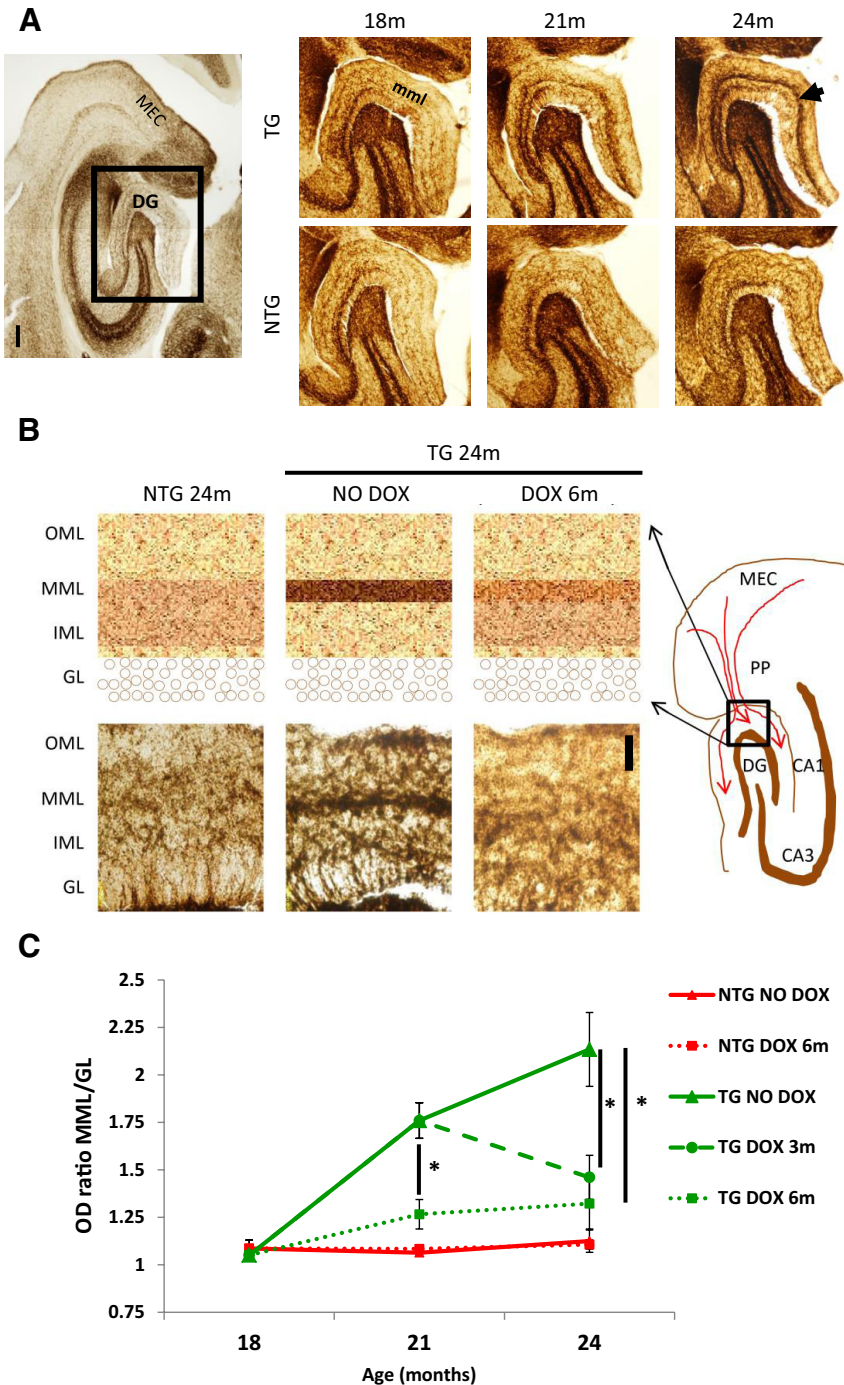 A
18m
21m
24m
MEC
DG
TG
mml
NTG
B
TG 24m
NTG 24m
NO DOX
DOX 6m
OML
MML
IML
GL
OML
MML
IML
GL
MEC
PP
DG
CA1
CA3
C
2.5
2.25
2
1.75
1.5
1.25
1
0.75
OD ratio MML/GL
*
*
*
18
21
24
Age (months)
NTG NO DOX
NTG DOX 6m
TG NO DOX
TG DOX 3m
TG DOX 6m